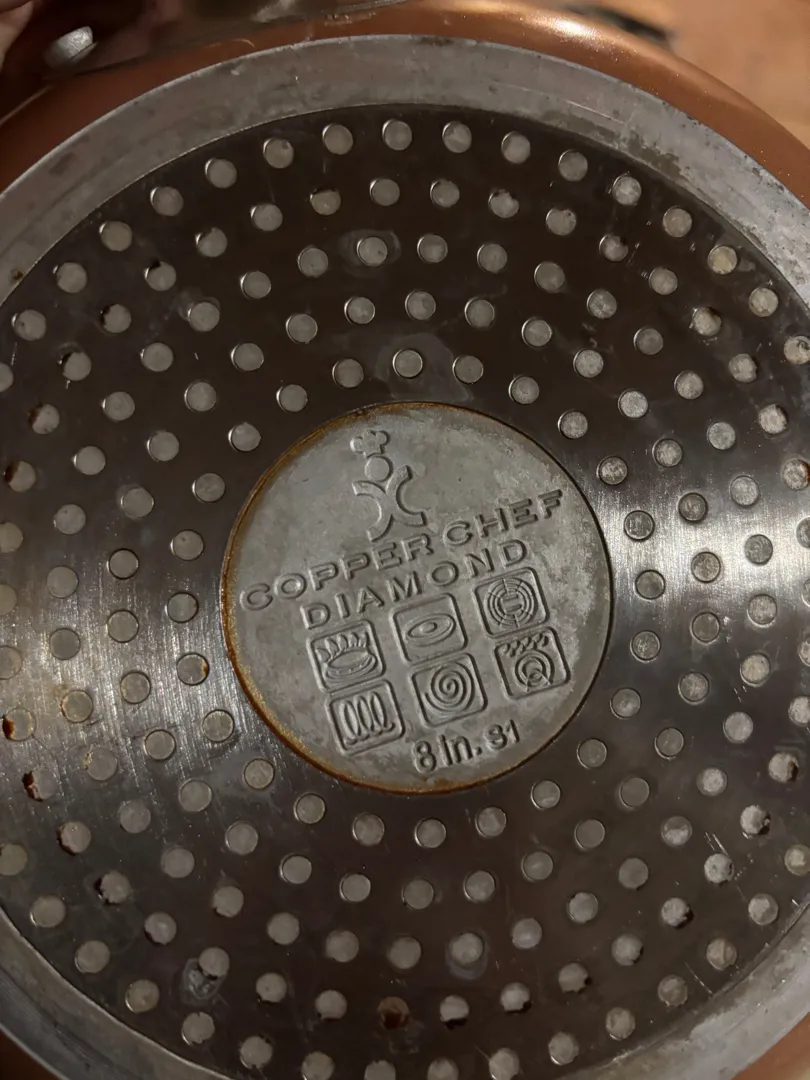 COPPER CHEF
DIAMOND
8 in. S1